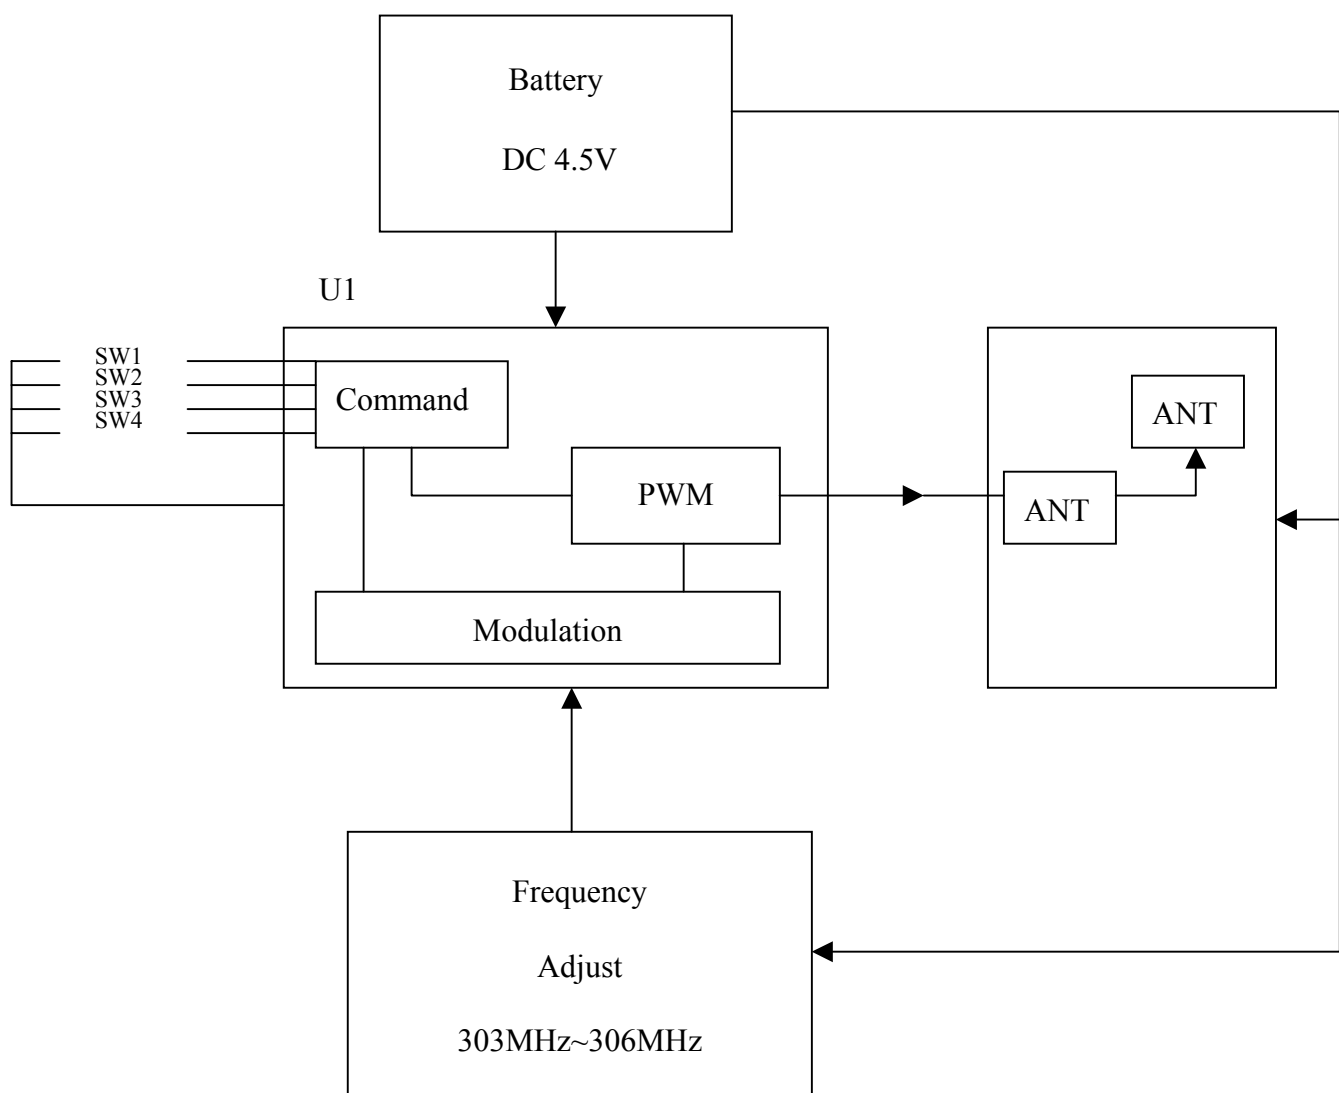 Battery
DC 4.5V
U1
SW1
SW2
SW3
SW4
Command
PWM
Modulation
ANT
ANT
Frequency
Adjust
303MHz~306MHz